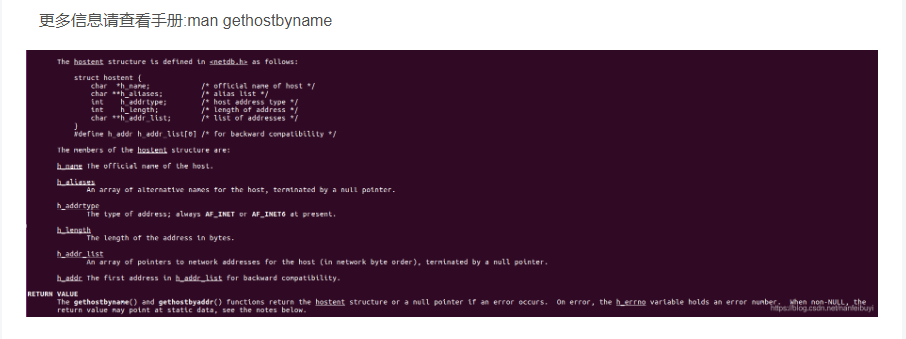 更多信息请查看手册:man gethostbyname
The hostent structure is defined in <netdb.h> as follows:
struct hostent {
char *h_name; /* official name of host */
char **h_aliases; /* alias list */
int h_addrtype; /* host address type */
int h_length; /* length of address */
char **h_addr_list; /* list of addresses */
}
#define h_addr h_addr_list[0] /* for backward compatibility */
The members of the hostent structure are:
h_name The official name of the host.
h_aliases
An array of alternative names for the host, terminated by a null pointer.
h_addrtype
The type of address; always AF_INET or AF_INET6 at present.
h_length
The length of the address in bytes.
h_addr_list
An array of pointers to network addresses for the host (in network byte order), terminated by a null pointer.
h_addr The first address in h_addr_list for backward compatibility.
RETURN VALUE
The gethostbyname() and gethostbyaddr() functions return the hostent structure or a null pointer if an error occurs. On error, the h_errno variable holds an error number. When non-NULL, the
return value may point at static data, see the notes below.
https://blog.csdn.net/nanfeibuyi